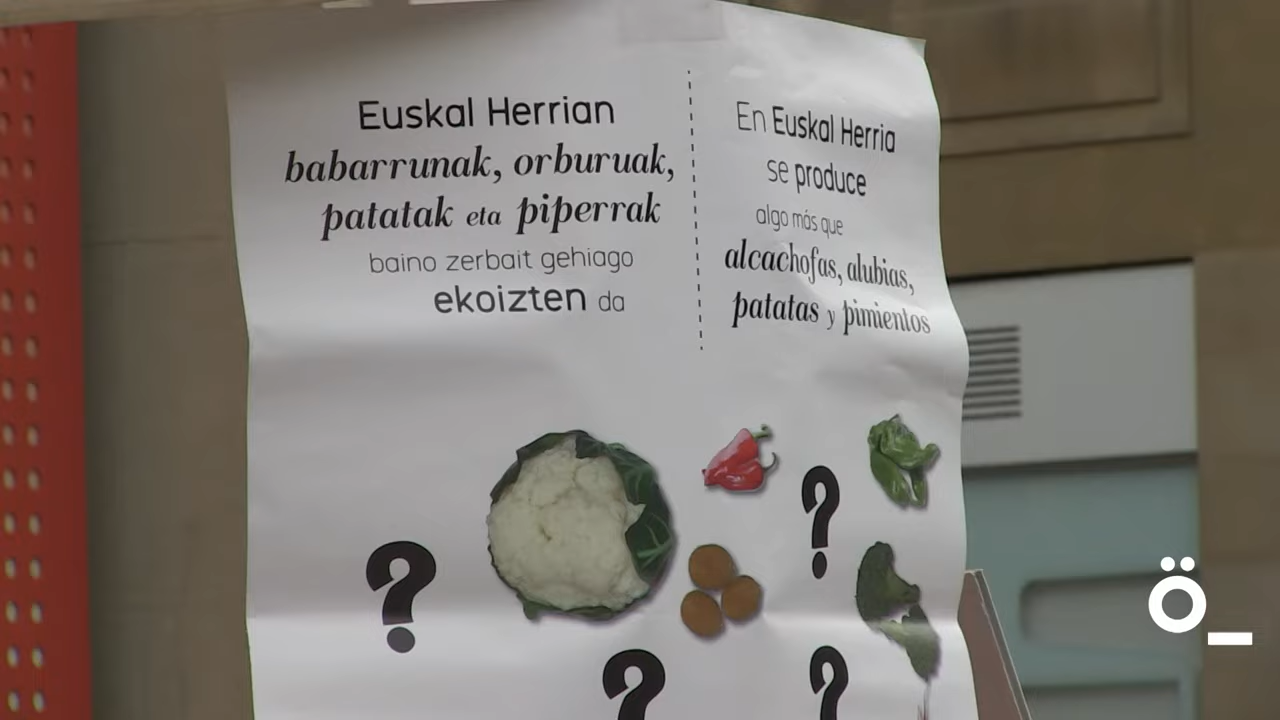 Euskal Herrian
babarrunak, orburuak,
patatak eta piperrak
baino zerbait gehiago
ekoizten da
En Euskal Herria
se produce
algo más que
alcachofas, alubias,
patatas y pimientos
?
?
?
?
Ö_